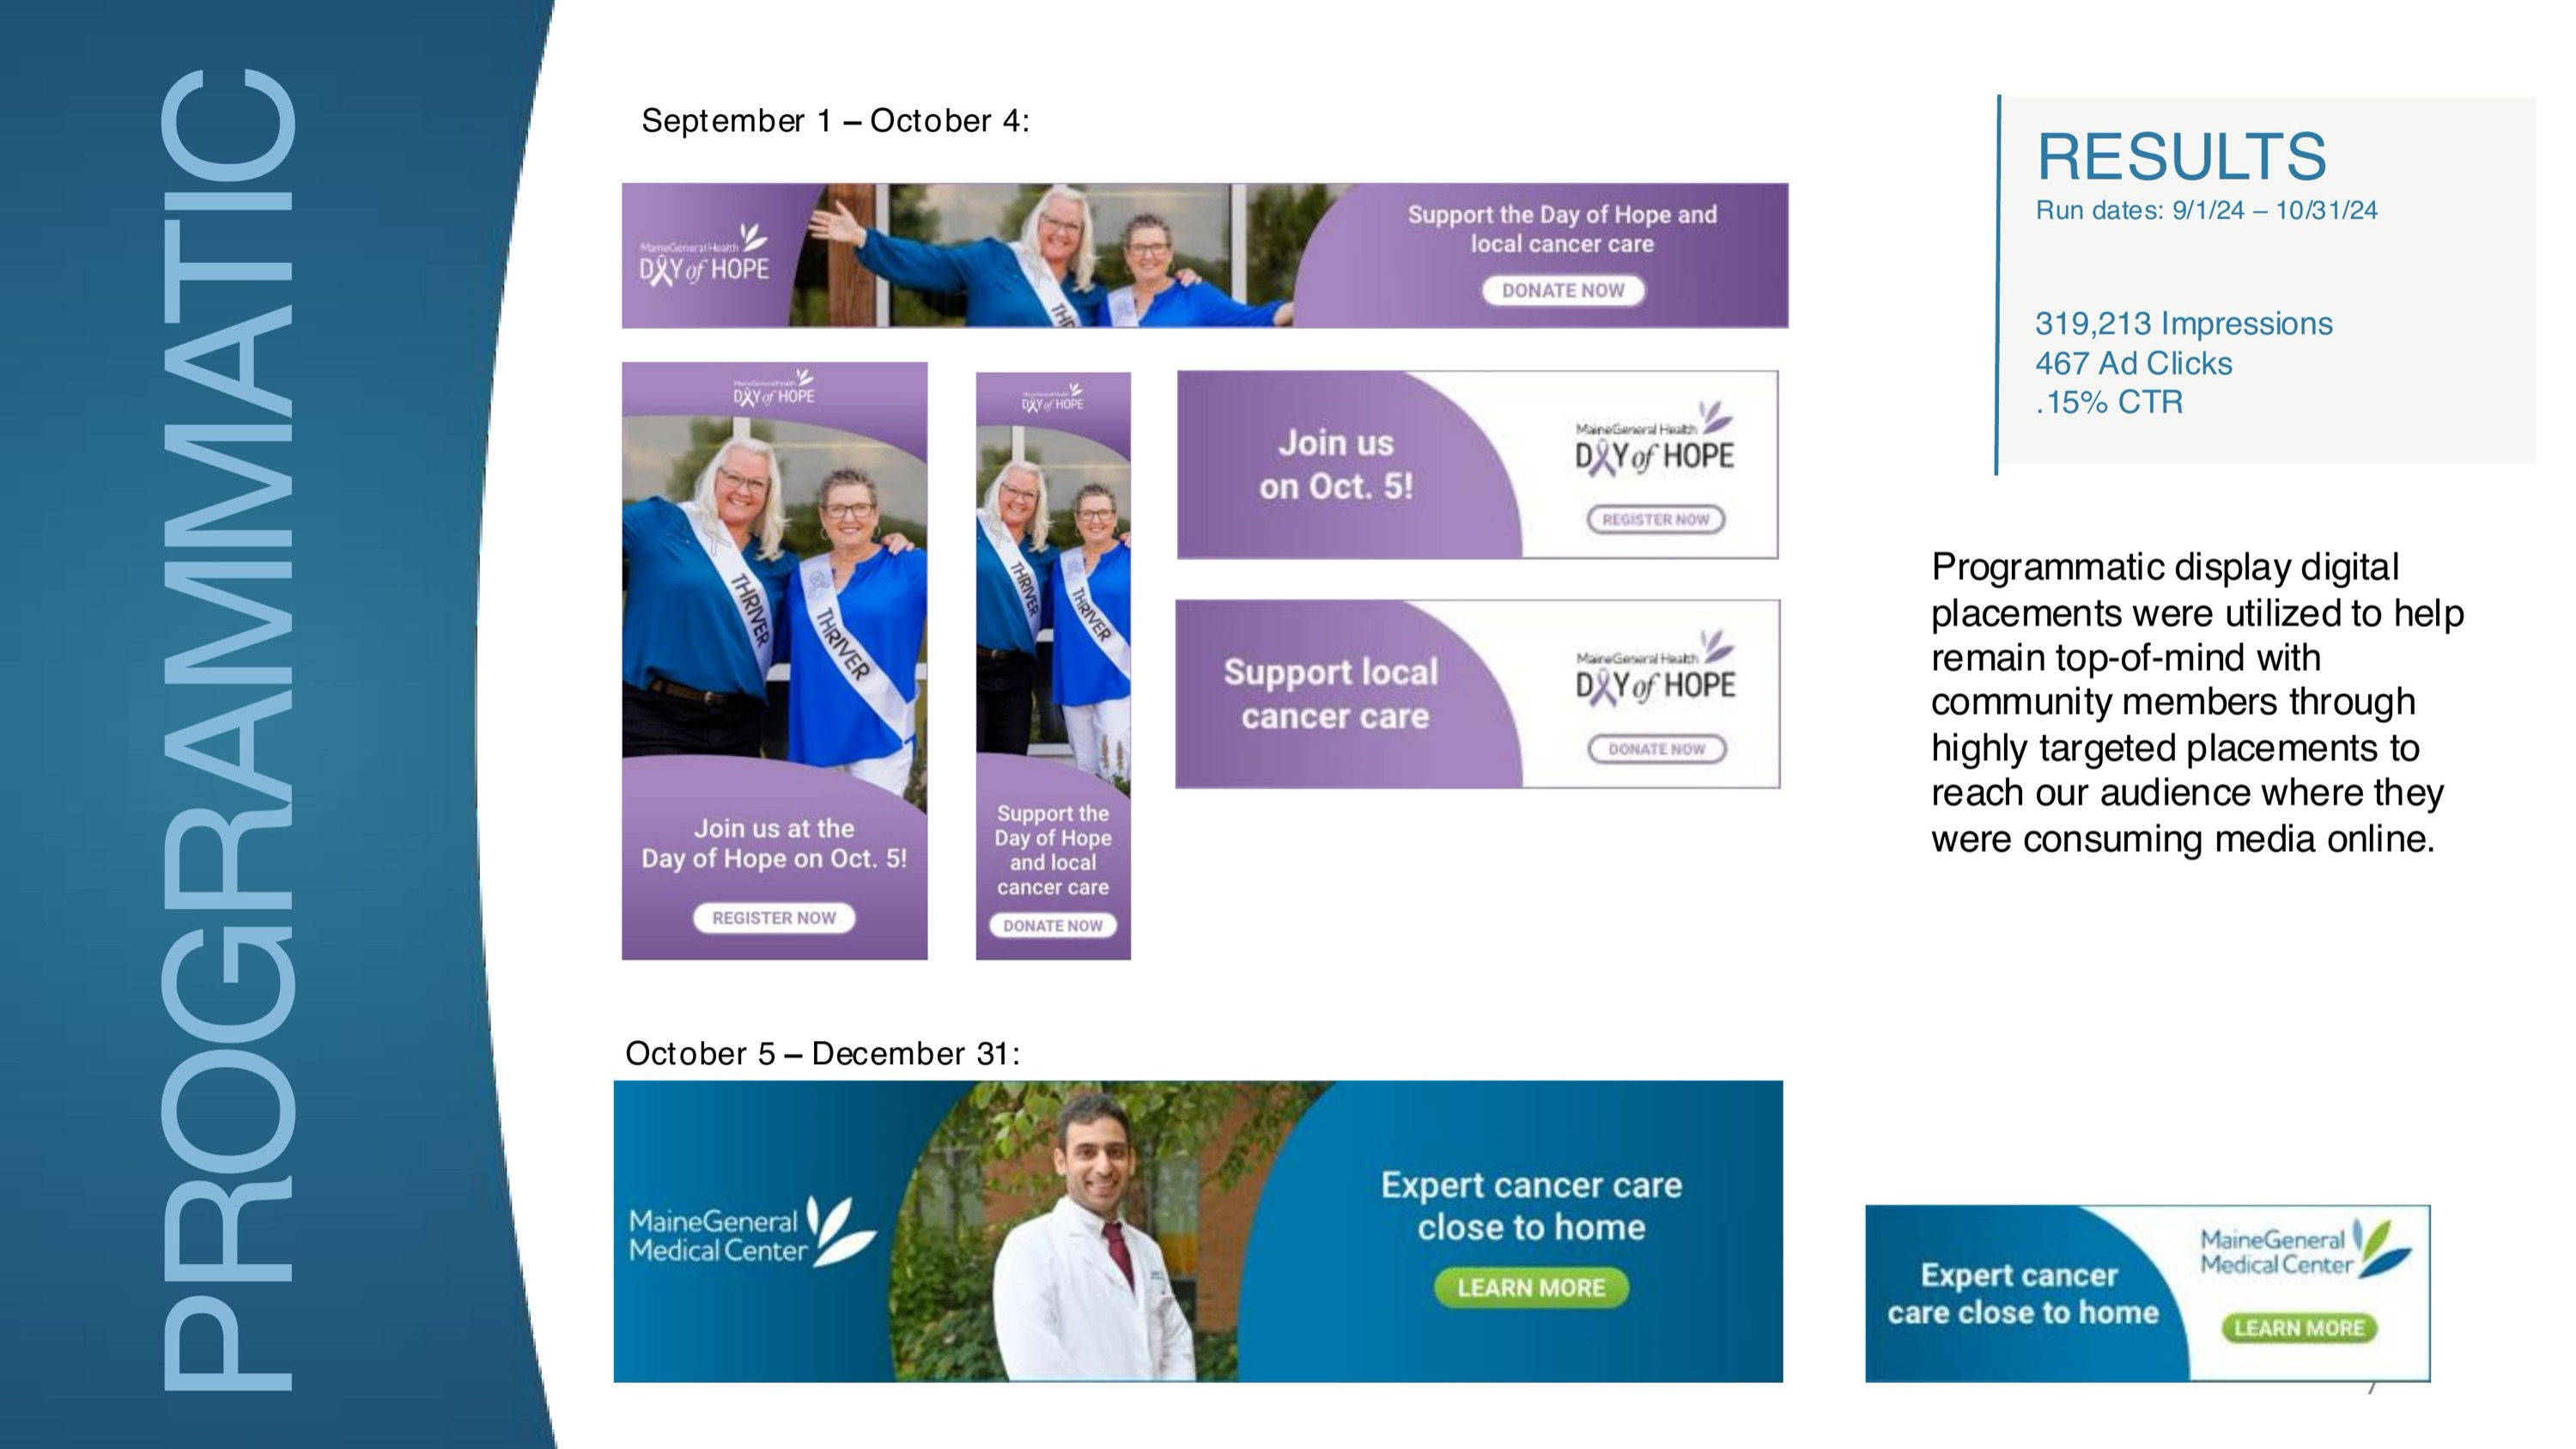 PROGRAMMATIC
September 1 – October 4:
MaineGeneral Health
DAY of HOPE
THR
Support the Day of Hope and
local cancer care
DONATE NOW
MaineGeneral Health
DAY of HOPE
THRIVER
THRIVER
Join us at the
Day of Hope on Oct. 5!
REGISTER NOW
MaineGeneral Health
DAY of HOPE
THRIVER
THRIVER
Support the
Day of Hope
and local
cancer care
DONATE NOW
Join us
on Oct. 5!
MaineGeneral Health
DAY of HOPE
REGISTER NOW
Support local
cancer care
MaineGeneral Health
DAY of HOPE
DONATE NOW
October 5 – December 31:
MaineGeneral
Medical Center
Expert cancer care
close to home
LEARN MORE
RESULTS
Run dates: 9/1/24 – 10/31/24
319,213 Impressions
467 Ad Clicks
.15% CTR
Programmatic display digital
placements were utilized to help
remain top-of-mind with
community members through
highly targeted placements to
reach our audience where they
were consuming media online.
Expert cancer
care close to home
MaineGeneral
Medical Center
LEARN MORE